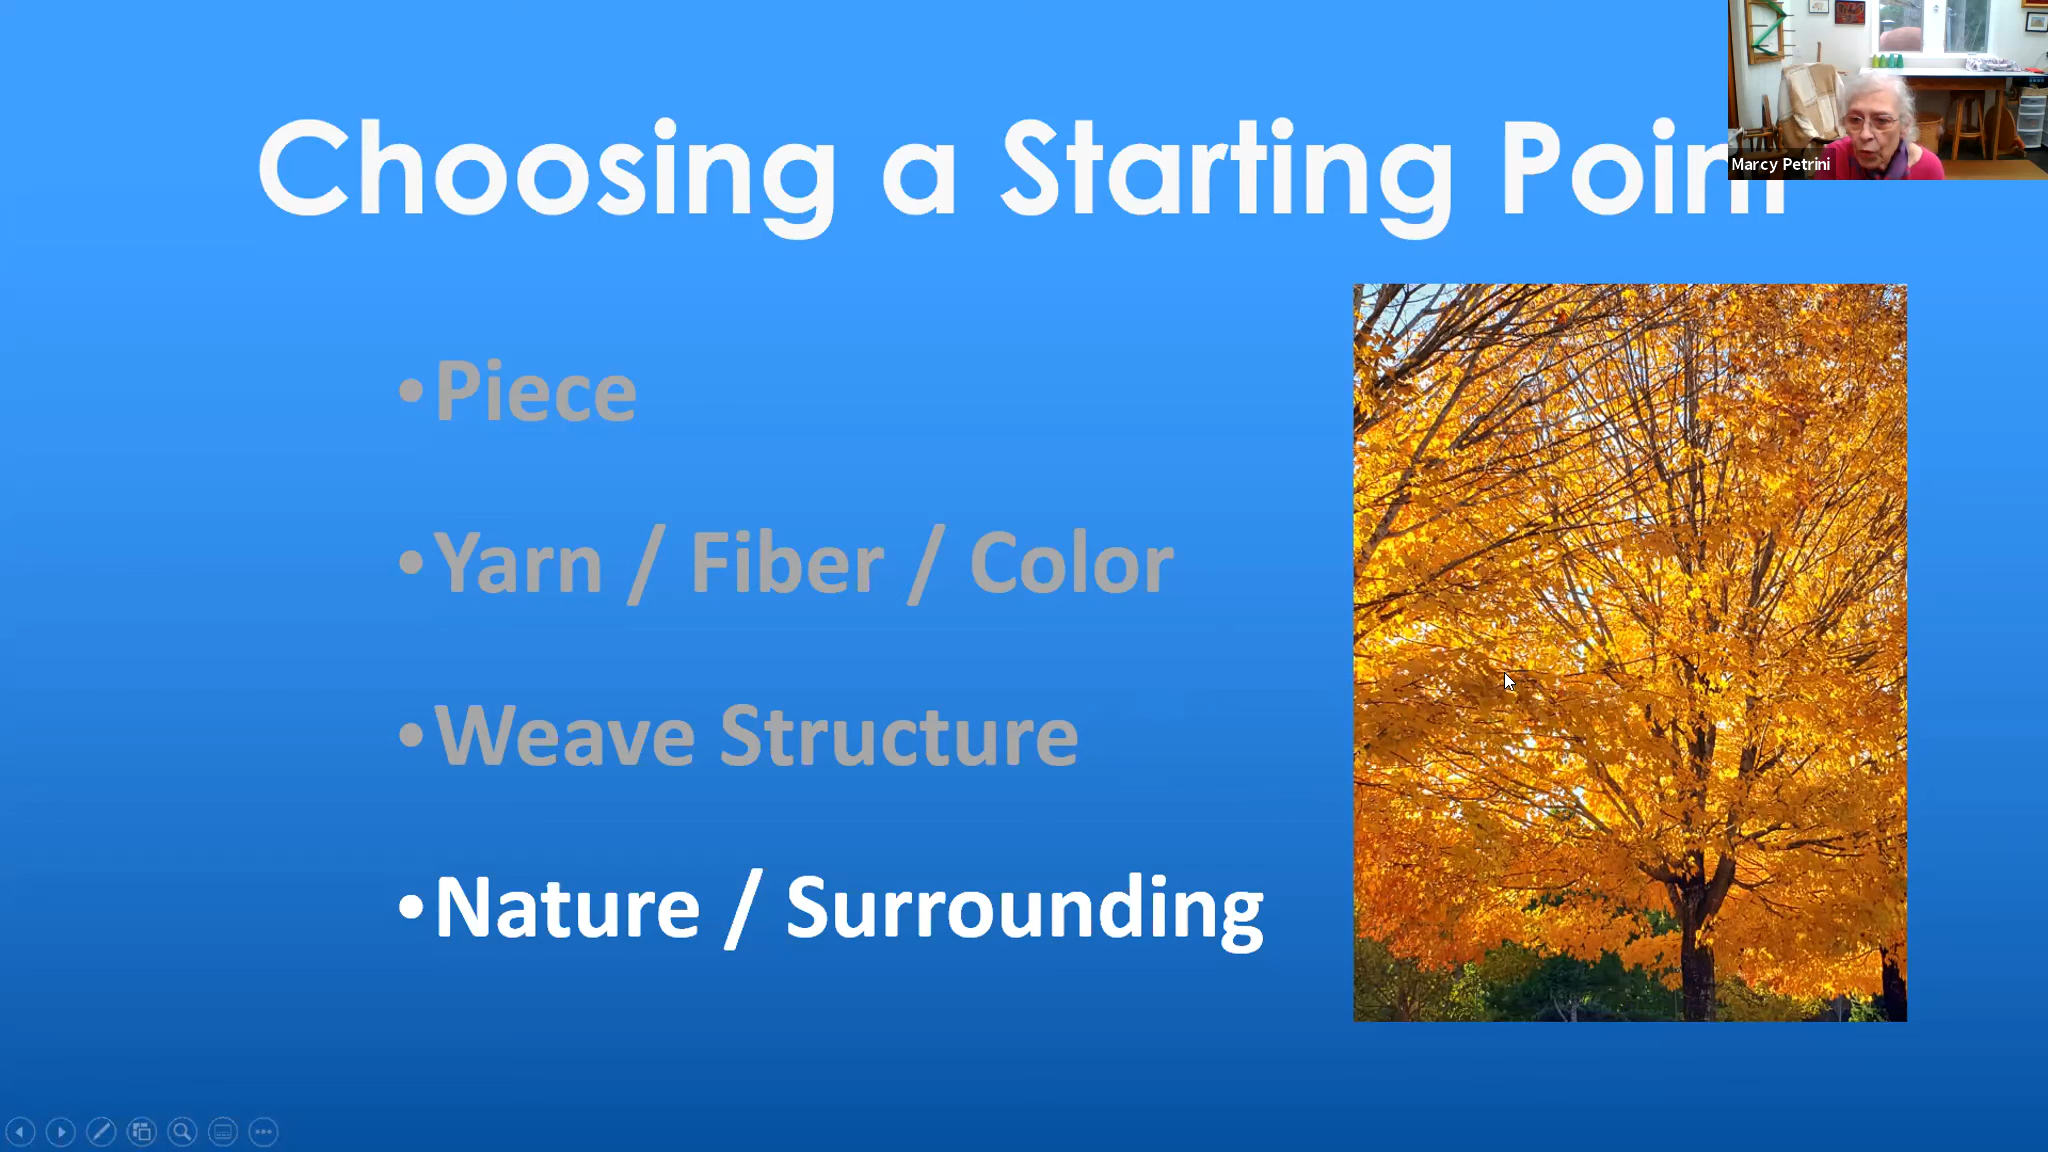 Choosing a Starting Point
Marcy Petrini
•Piece
•Yarn / Fiber / Color
•Weave Structure
•Nature / Surrounding